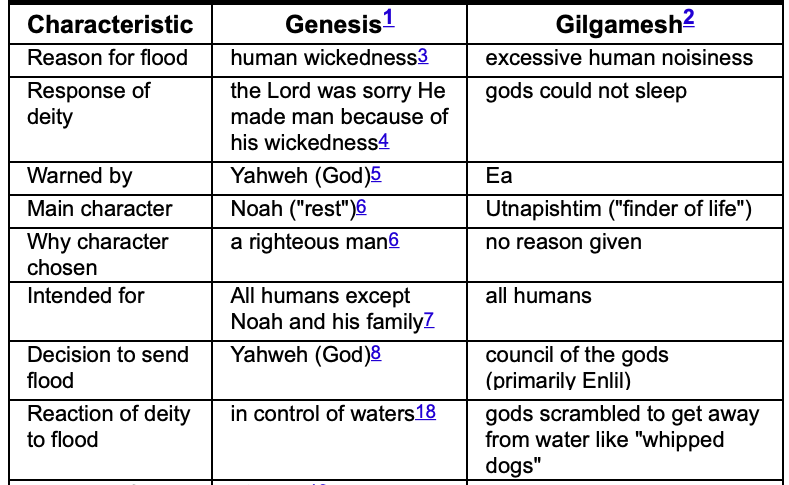 Characteristic Genesis1 Gilgamesh2
Reason for flood human wickedness3 excessive human noisiness
Response of
deity
the Lord was sorry He
made man because of
his wickedness4
gods could not sleep
Warned by Yahweh (God)5 Ea
Main character Noah ("rest")6 Utnapishtim ("finder of life")
Why character
chosen
a righteous man6
no reason given
Intended for
All humans except
Noah and his family7
all humans
Decision to send
flood
Yahweh (God)8
council of the gods
(primarily Enlil)
Reaction of deity
to flood
in control of waters18
gods scrambled to get away
from water like "whipped
dogs"